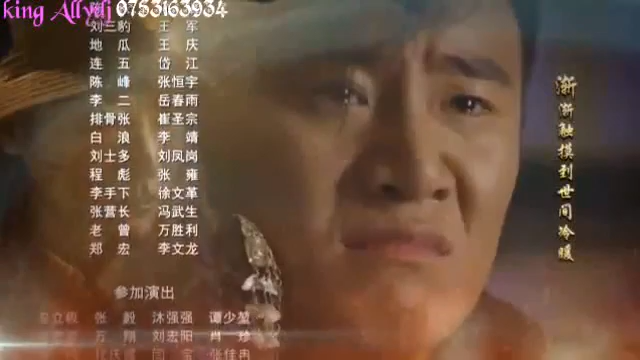 king Allvdj 0753163934
刘三豹 王 军
地 瓜 王 庆
连 五 岱 江
陈 峰 张恒宇
李 二 岳春雨
排骨张 崔圣宗
白 浪 李 靖
刘士多 刘凤岗
程 彪 张 雍
李手下 徐文革
张营长 冯武生
老 曾 万胜利
郑 宏 李文龙
参加演出
张 毅 沐强强 谭少堃
万 翔 刘宏阳 肖 珍
张佳冉
渐渐触摸到世间冷暖